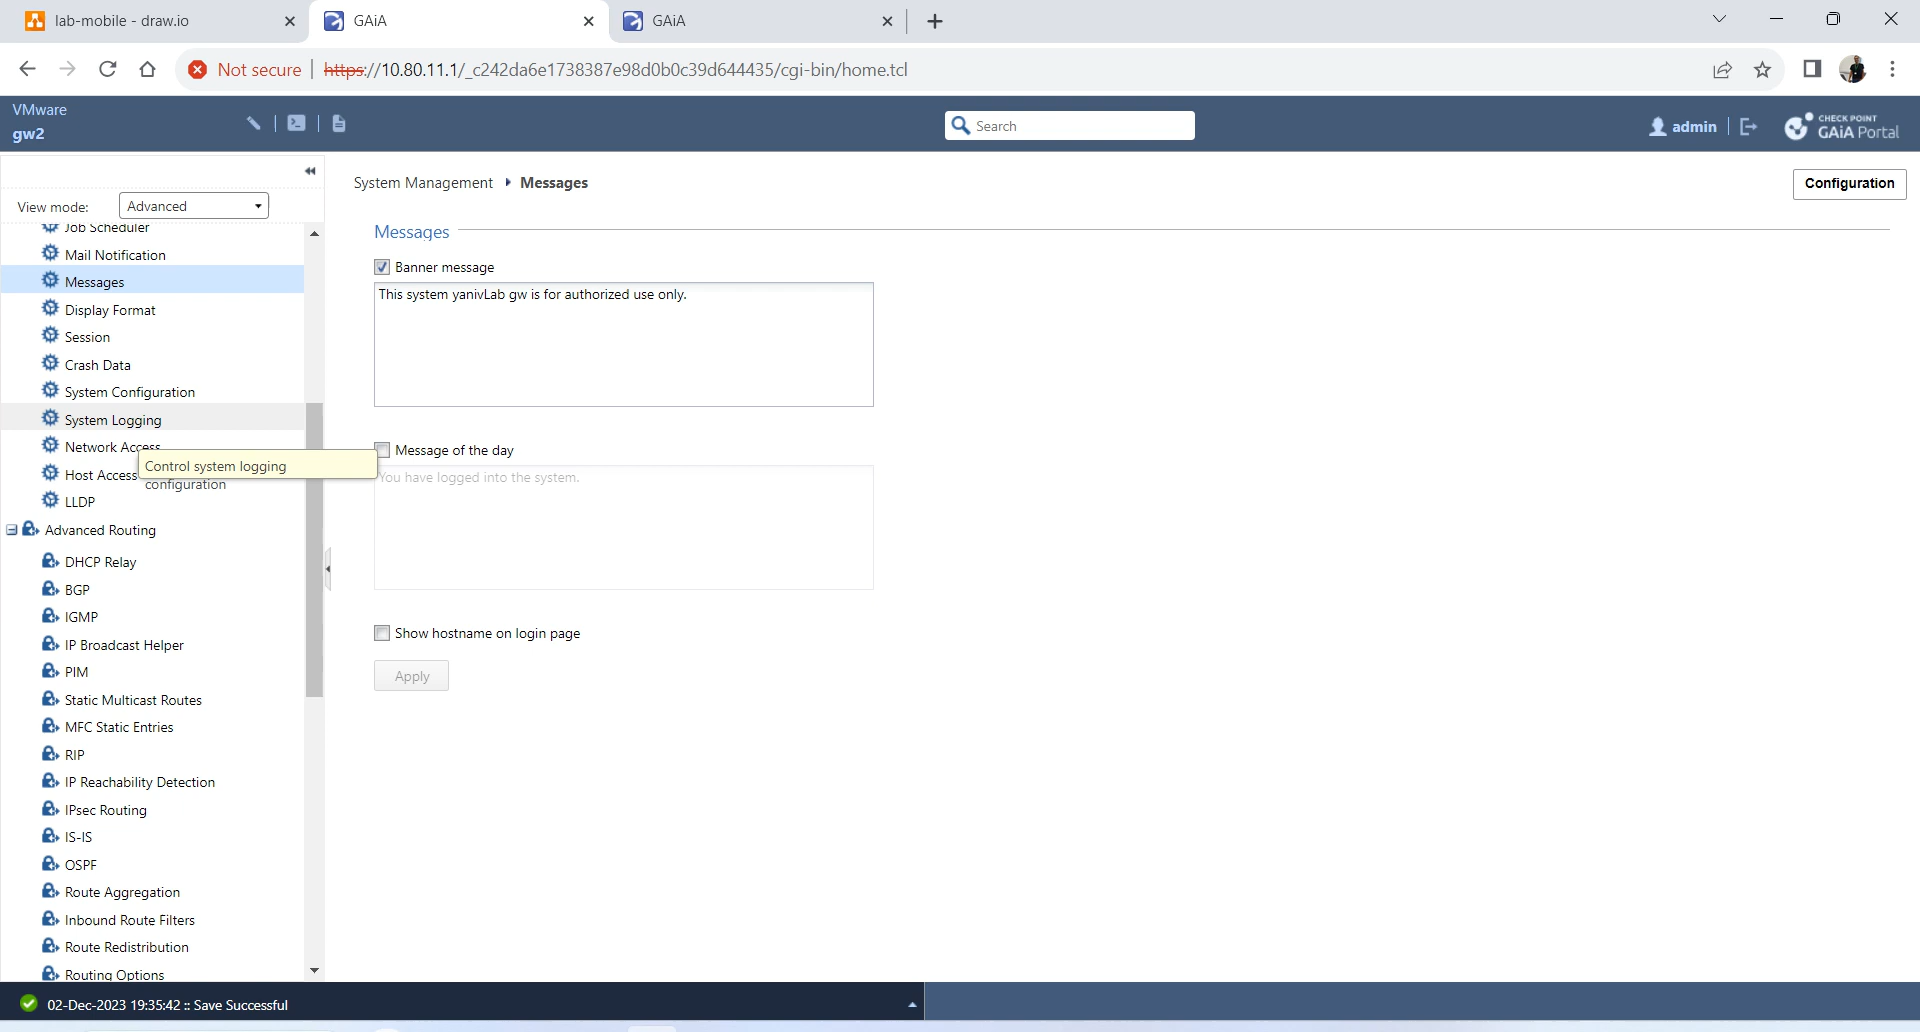 lab-mobile - draw.io
GAiA
GAiA
Not secure
https://10.80.11.1/_c242da6e1738387e98d0b0c39d644435/cgi-bin/home.tcl
VMware
gw2
Search
admin
CHECK POINT
GAiA Portal
View mode:
Advanced
Job Scheduler
Mail Notification
Messages
Display Format
Session
Crash Data
System Configuration
System Logging
Network Access
Host Access
Control system logging
configuration
LLDP
Advanced Routing
DHCP Relay
BGP
IGMP
IP Broadcast Helper
PIM
Static Multicast Routes
MFC Static Entries
RIP
IP Reachability Detection
IPsec Routing
IS-IS
OSPF
Route Aggregation
Inbound Route Filters
Route Redistribution
Routing Options
System Management
Messages
Configuration
Messages
Banner message
This system yanivLab gw is for authorized use only.
Message of the day
You have logged into the system.
Show hostname on login page
Apply
02-Dec-2023 19:35:42 :: Save Successful